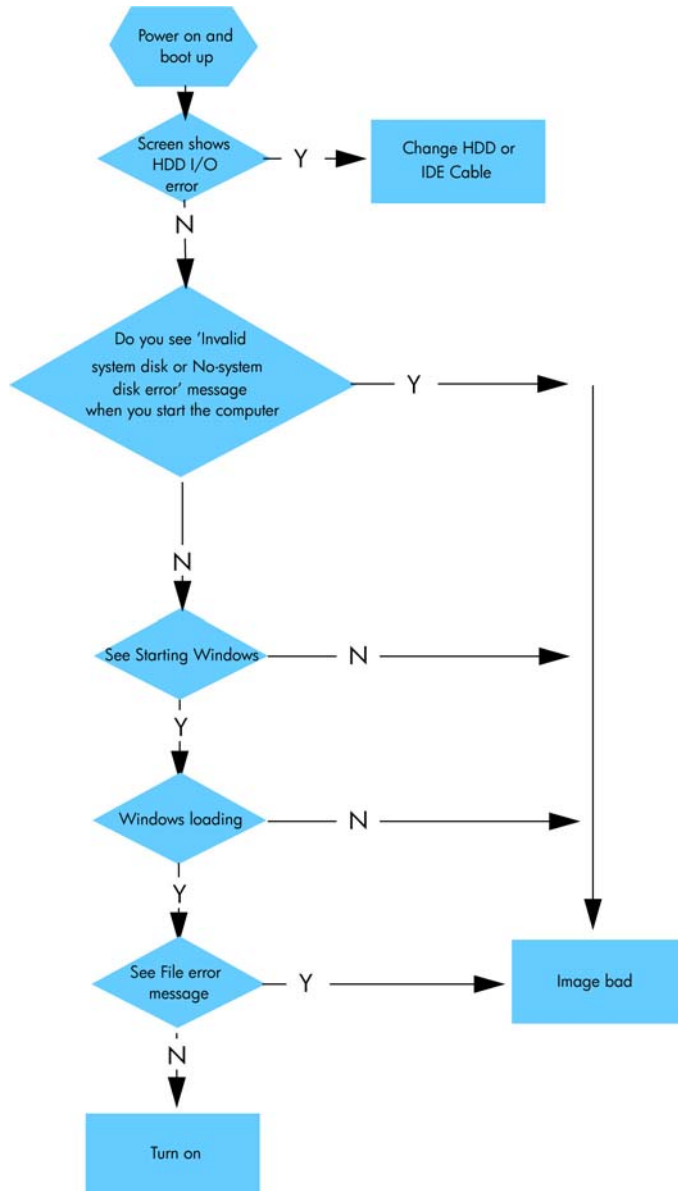 Power on and
boot up
Screen shows
HDD I/O
error
Y
Change HDD or
IDE Cable
N
Do you see 'Invalid
system disk or No-system
disk error' message
when you start the computer
Y
N
See Starting Windows
N
Y
Windows loading
N
Y
See File error
message
Y
Image bad
N
Turn on